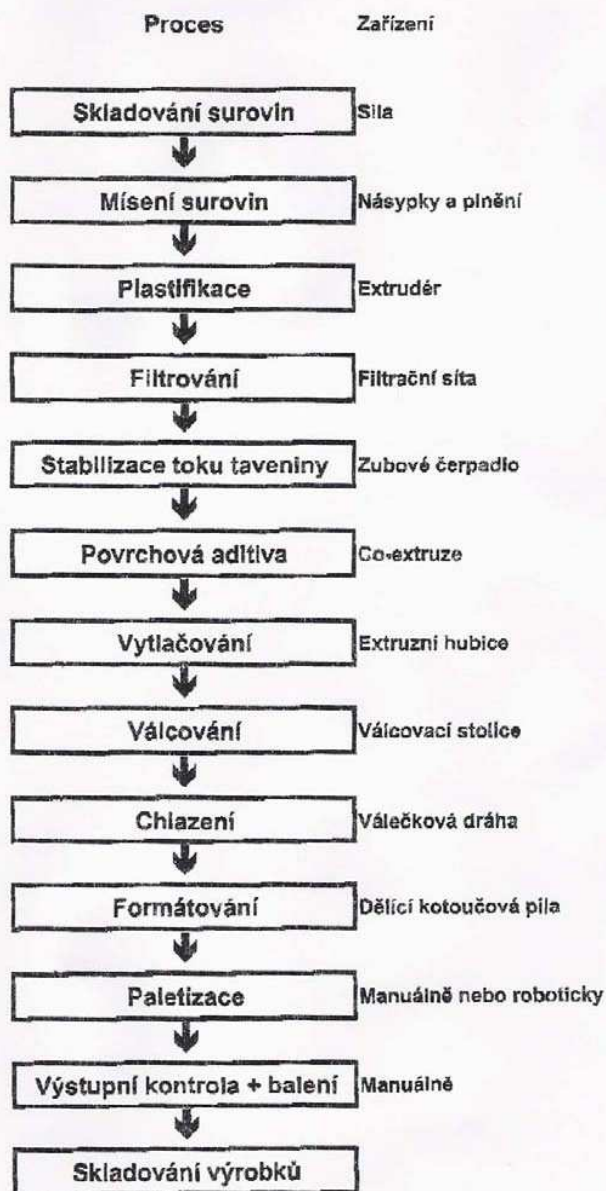 Proces Zařízení
Skladování surovin Sila
Mísení surovin Násypky a plnění
Plastifikace Extrudér
Filtrování Filtrační síta
Stabilizace toku taveniny Zubové čerpadlo
Povrchová aditiva Co-extruze
Vytlačování Extruzní hubice
Válcování Válcovací stolice
Chlazení Válečková dráha
Formátování Dělící kotoučová pila
Paletizace Manuálně nebo roboticky
Výstupní kontrola + balení Manuálně
Skladování výrobků